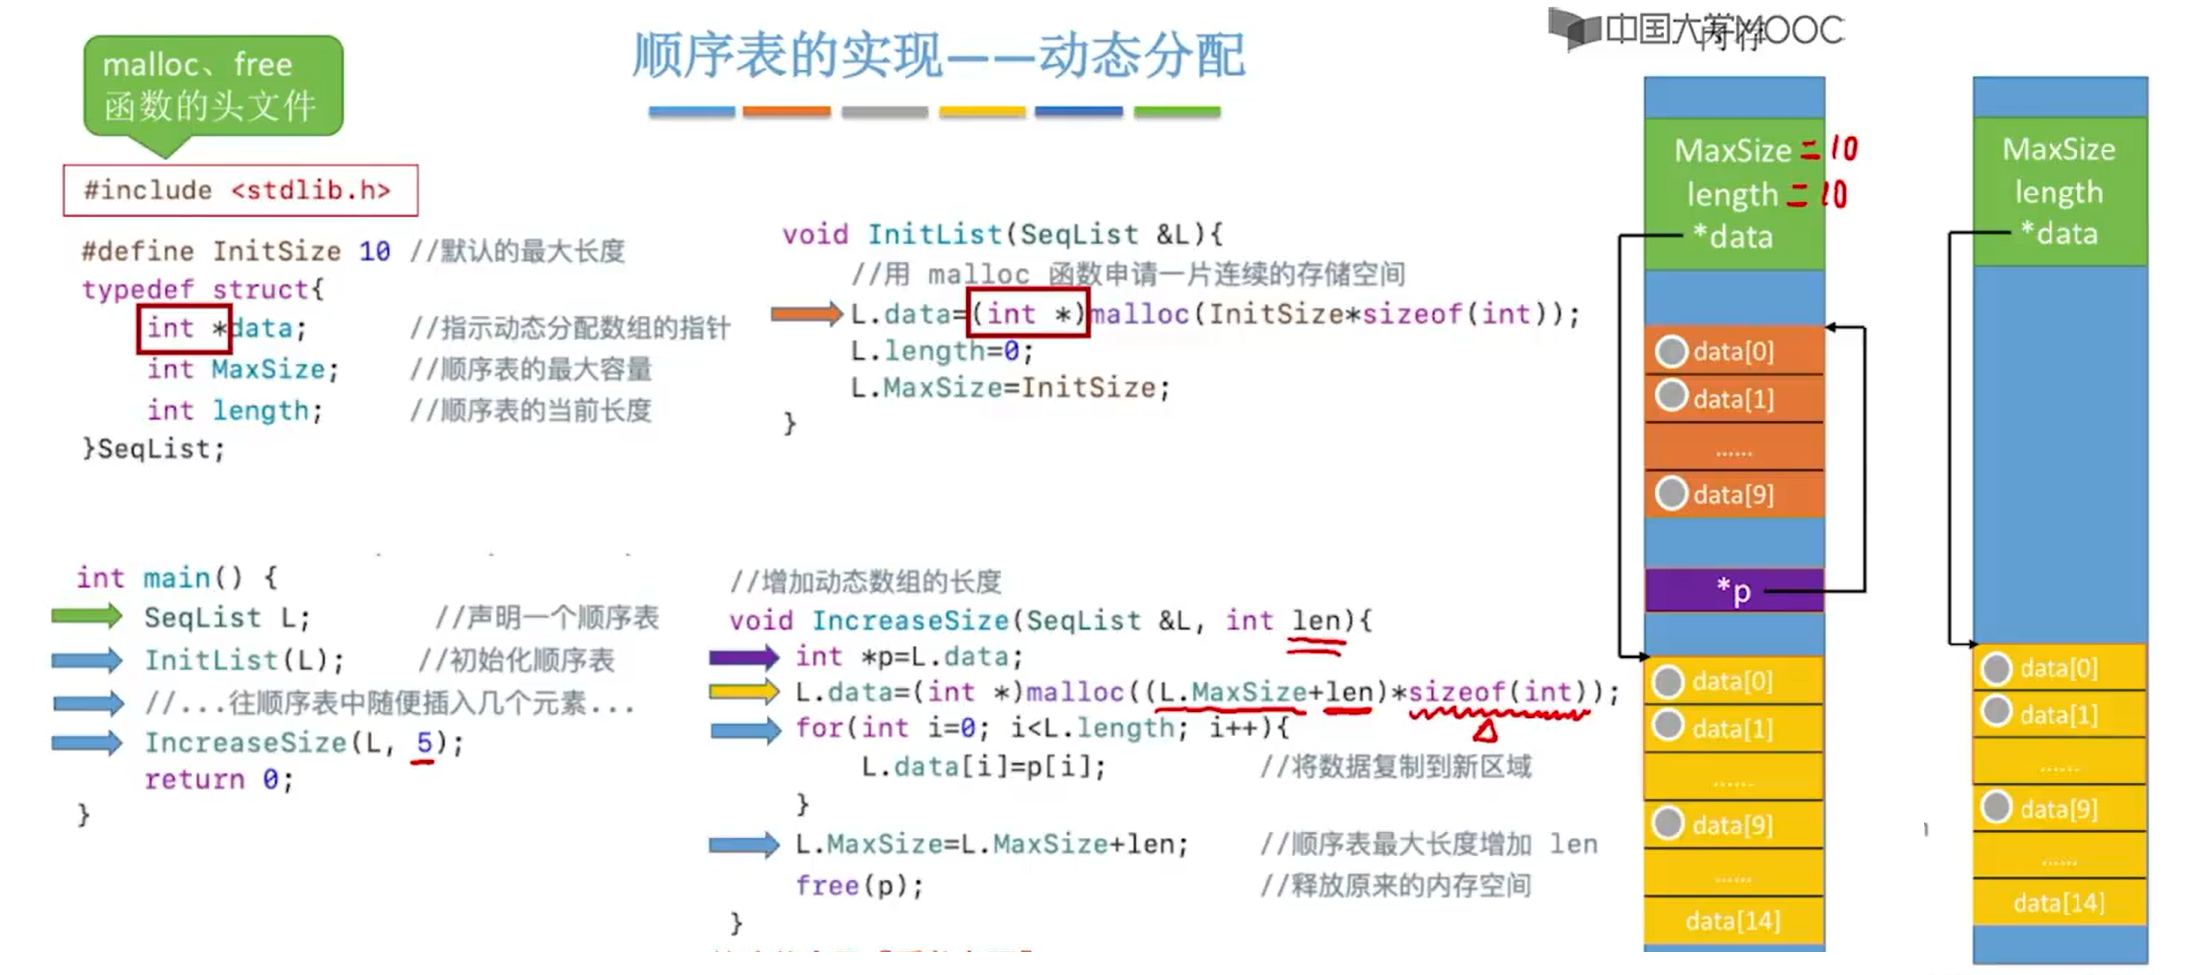 顺序表的实现——动态分配
中国大学MOOC
内存
malloc、free
函数的头文件
#include <stdlib.h>
#define InitSize 10 //默认的最大长度
typedef struct{
int *data; //指示动态分配数组的指针
int MaxSize; //顺序表的最大容量
int length; //顺序表的当前长度
}SeqList;
void InitList(SeqList &L){
//用 malloc 函数申请一片连续的存储空间
L.data=(int *)malloc(InitSize*sizeof(int));
L.length=0;
L.MaxSize=InitSize;
}
int main() {
SeqList L; //声明一个顺序表
InitList(L); //初始化顺序表
//...往顺序表中随便插入几个元素...
IncreaseSize(L, 5);
return 0;
}
//增加动态数组的长度
void IncreaseSize(SeqList &L, int len){
int *p=L.data;
L.data=(int *)malloc((L.MaxSize+len)*sizeof(int));
for(int i=0; i<L.length; i++){
L.data[i]=p[i]; //将数据复制到新区域
}
L.MaxSize=L.MaxSize+len; //顺序表最大长度增加 len
free(p); //释放原来的内存空间
}
MaxSize =10
length =10
*data
data[0]
data[1]
......
data[9]
*p
data[0]
data[1]
......
data[9]
......
data[14]
MaxSize
length
*data
data[0]
data[1]
......
data[9]
......
data[14]